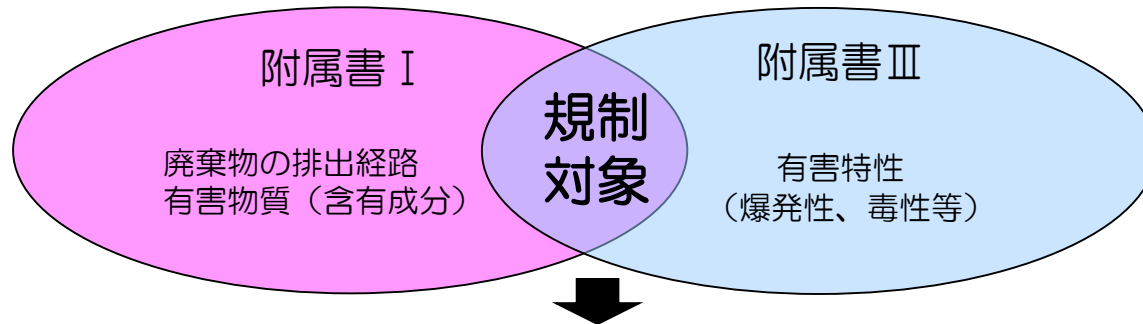 附属書Ⅰ
廃棄物の排出経路
有害物質（含有成分）
規制
対象
附属書Ⅲ
有害特性
（爆発性、毒性等）